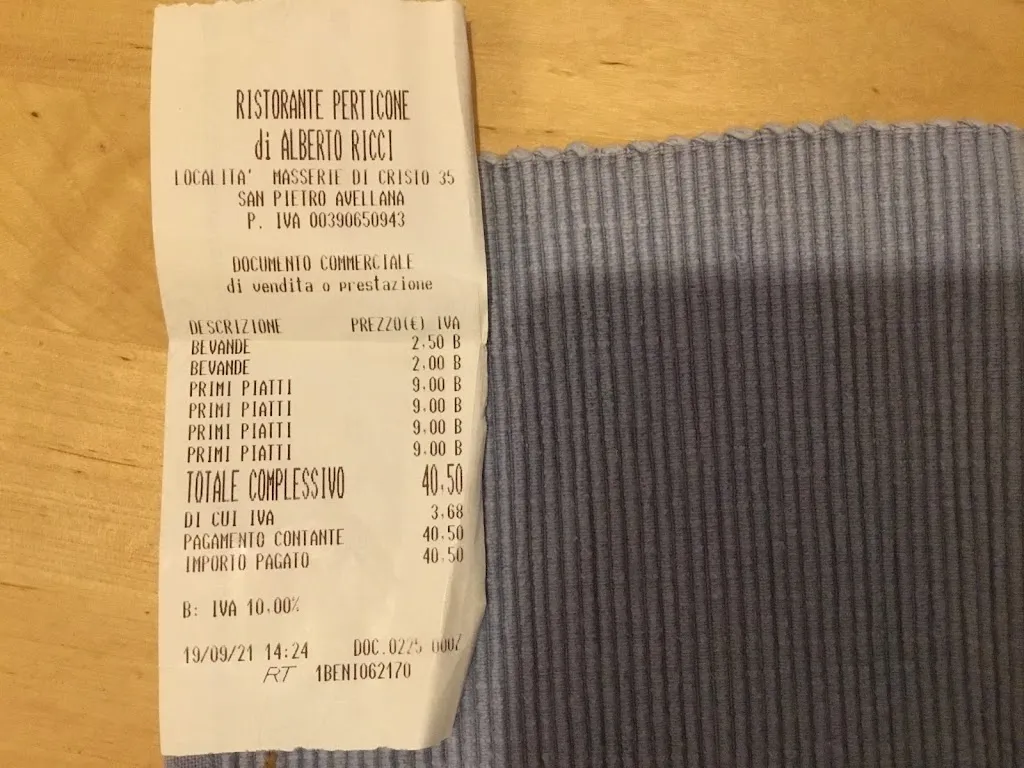 RISTORANTE PERTICONE
di ALBERTO RICCI
LOCALITA' MASSERIE DI CRISIO 35
SAN PIETRO AVELLANA
P. IVA 00390650943
DOCUMENTO COMMERCIALE
di vendita o prestazione
DESCRIZIONE PREZZO(€) IVA
BEVANDE 2,50 B
BEVANDE 2,00 B
PRIMI PIATTI 9,00 B
PRIMI PIATTI 9,00 B
PRIMI PIATTI 9,00 B
PRIMI PIATTI 9,00 B
TOTALE COMPLESSIVO 40,50
DI CUI IVA 3,68
PAGAMENTO CONTANTE 40,50
IMPORTO PAGATO 40,50
B: IVA 10,00%
19/09/21 14:24 DOC.0225
RT 1BENI062170